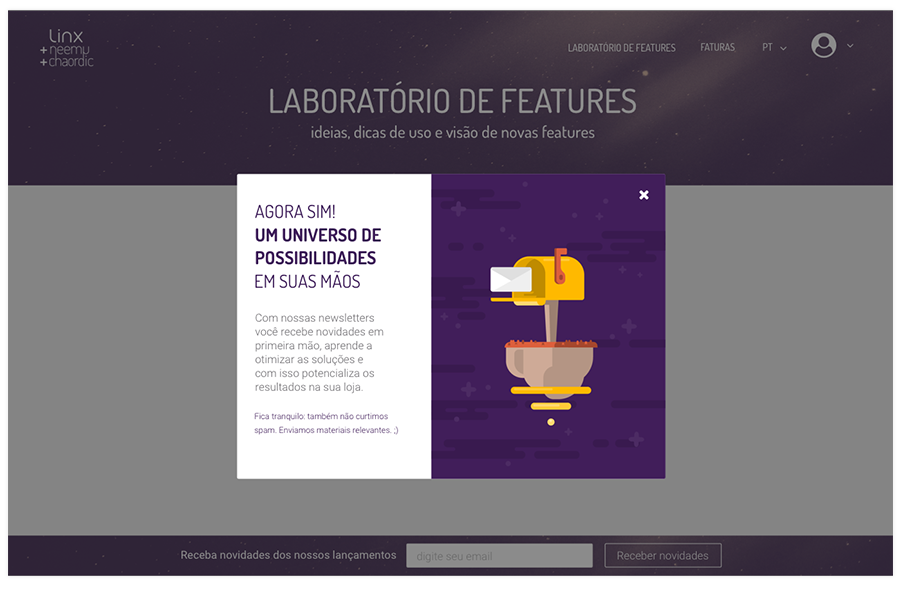 linx
+neemu
+chaordic
LABORATÓRIO DE FEATURES
FATURAS
PT
LABORATÓRIO DE FEATURES
ideias, dicas de uso e visão de novas features
AGORA SIM!
UM UNIVERSO DE
POSSIBILIDADES
EM SUAS MÃOS
Com nossas newsletters
você recebe novidades em
primeira mão, aprende a
otimizar as soluções e
com isso potencializa os
resultados na sua loja.
Fica tranquilo: também não curtimos
spam. Enviamos materiais relevantes. ;)
Receba novidades dos nossos lançamentos
digite seu email
Receber novidades